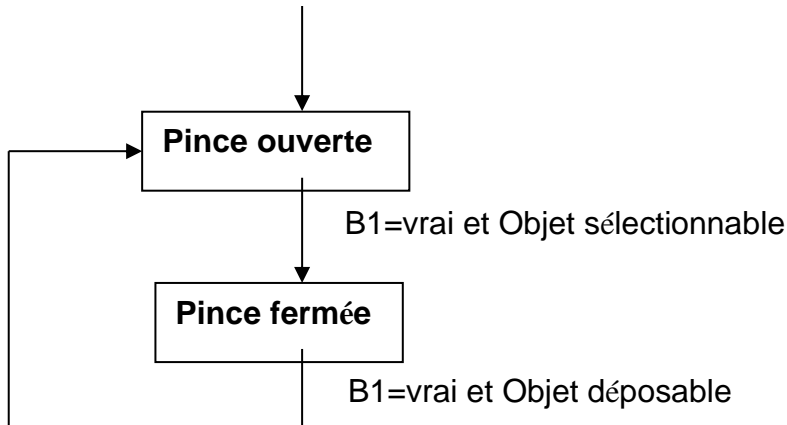 Pince ouverte
B1=vrai et Objet sélectionnable
Pince fermée
B1=vrai et Objet déposable